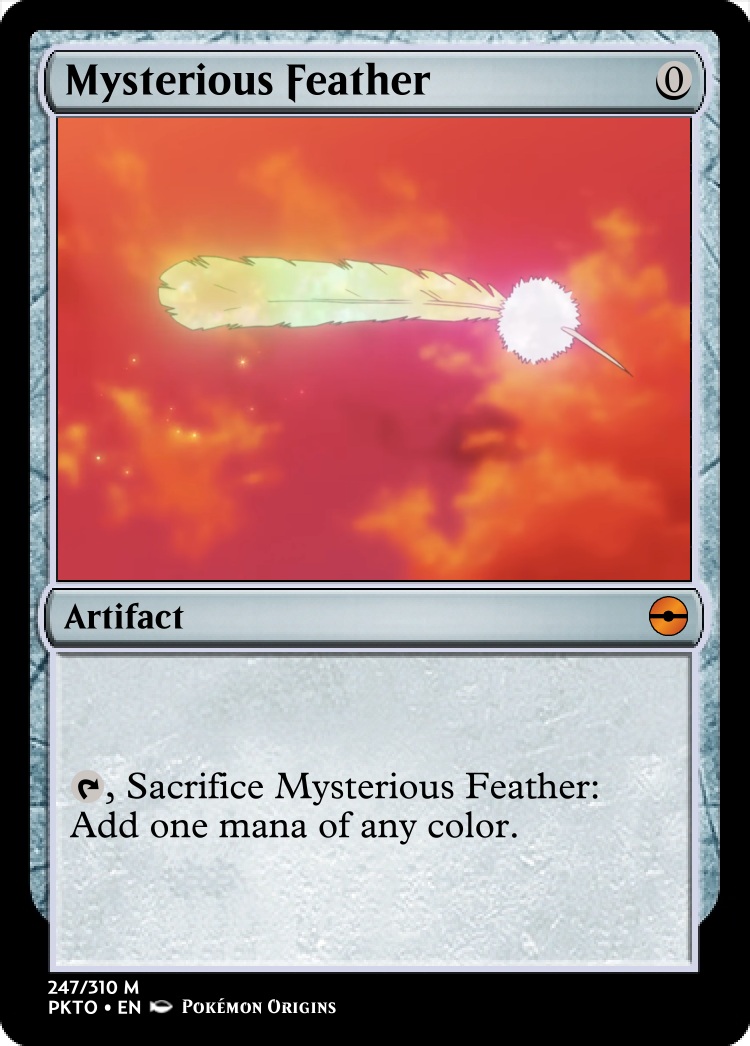 Mysterious Feather 0
Artifact
, Sacrifice Mysterious Feather:
Add one mana of any color.
247/310 M
PKTO • EN Pokémon Origins